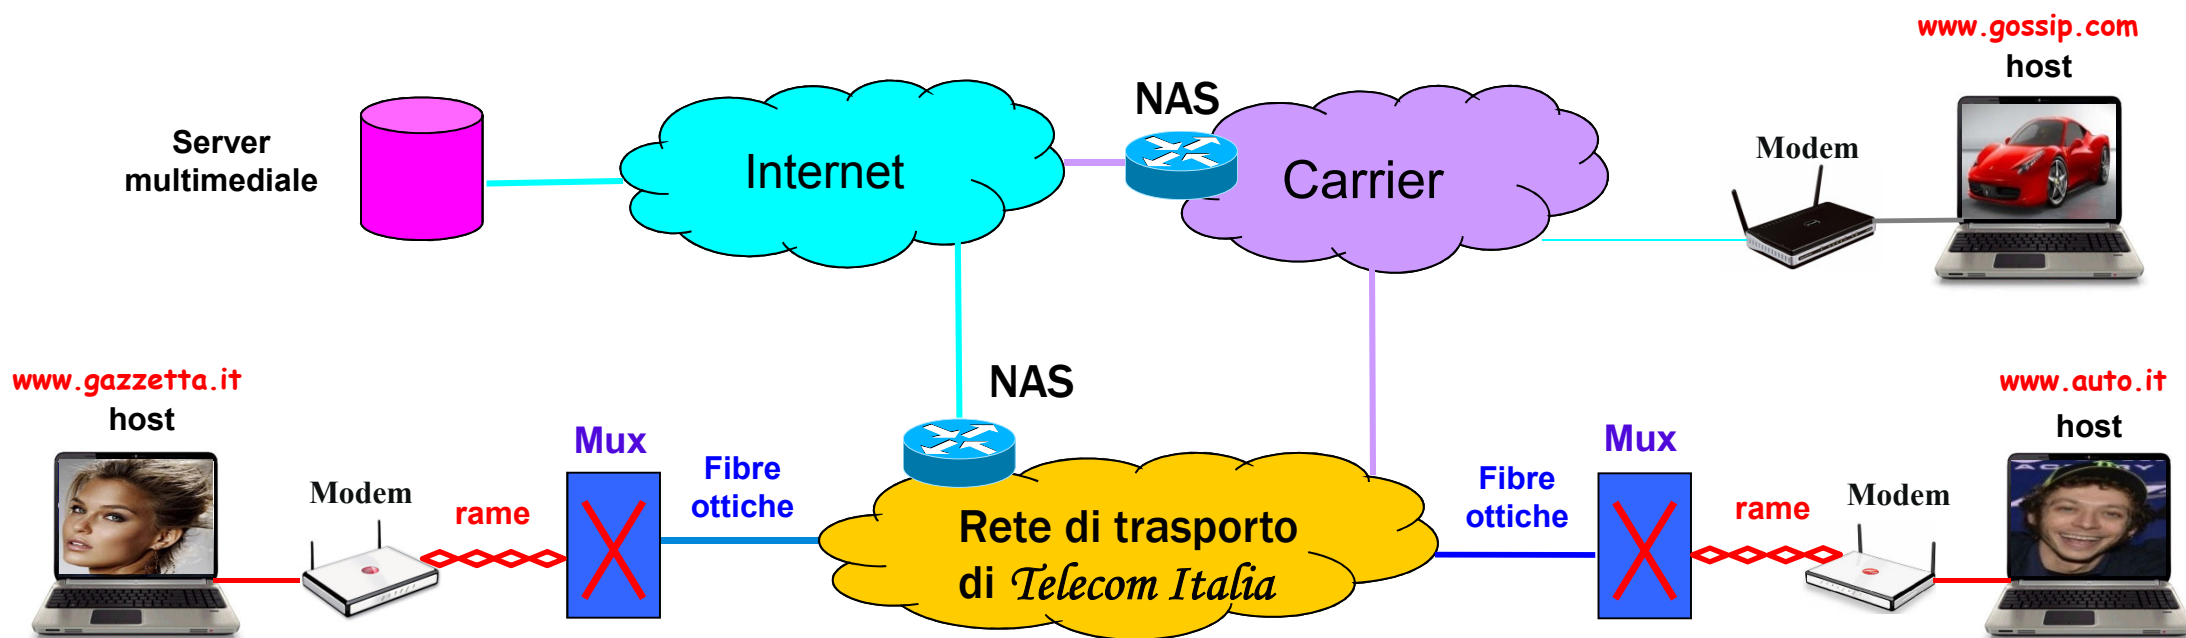 www.gossip.com
host
NAS
Server
multimediale
Internet
Carrier
Modem
www.gazzetta.it
host
NAS
www.auto.it
host
Mux
Fibre
ottiche
Modem
rame
Rete di trasporto
di Telecom Italia
Fibre
ottiche
Mux
rame
Modem